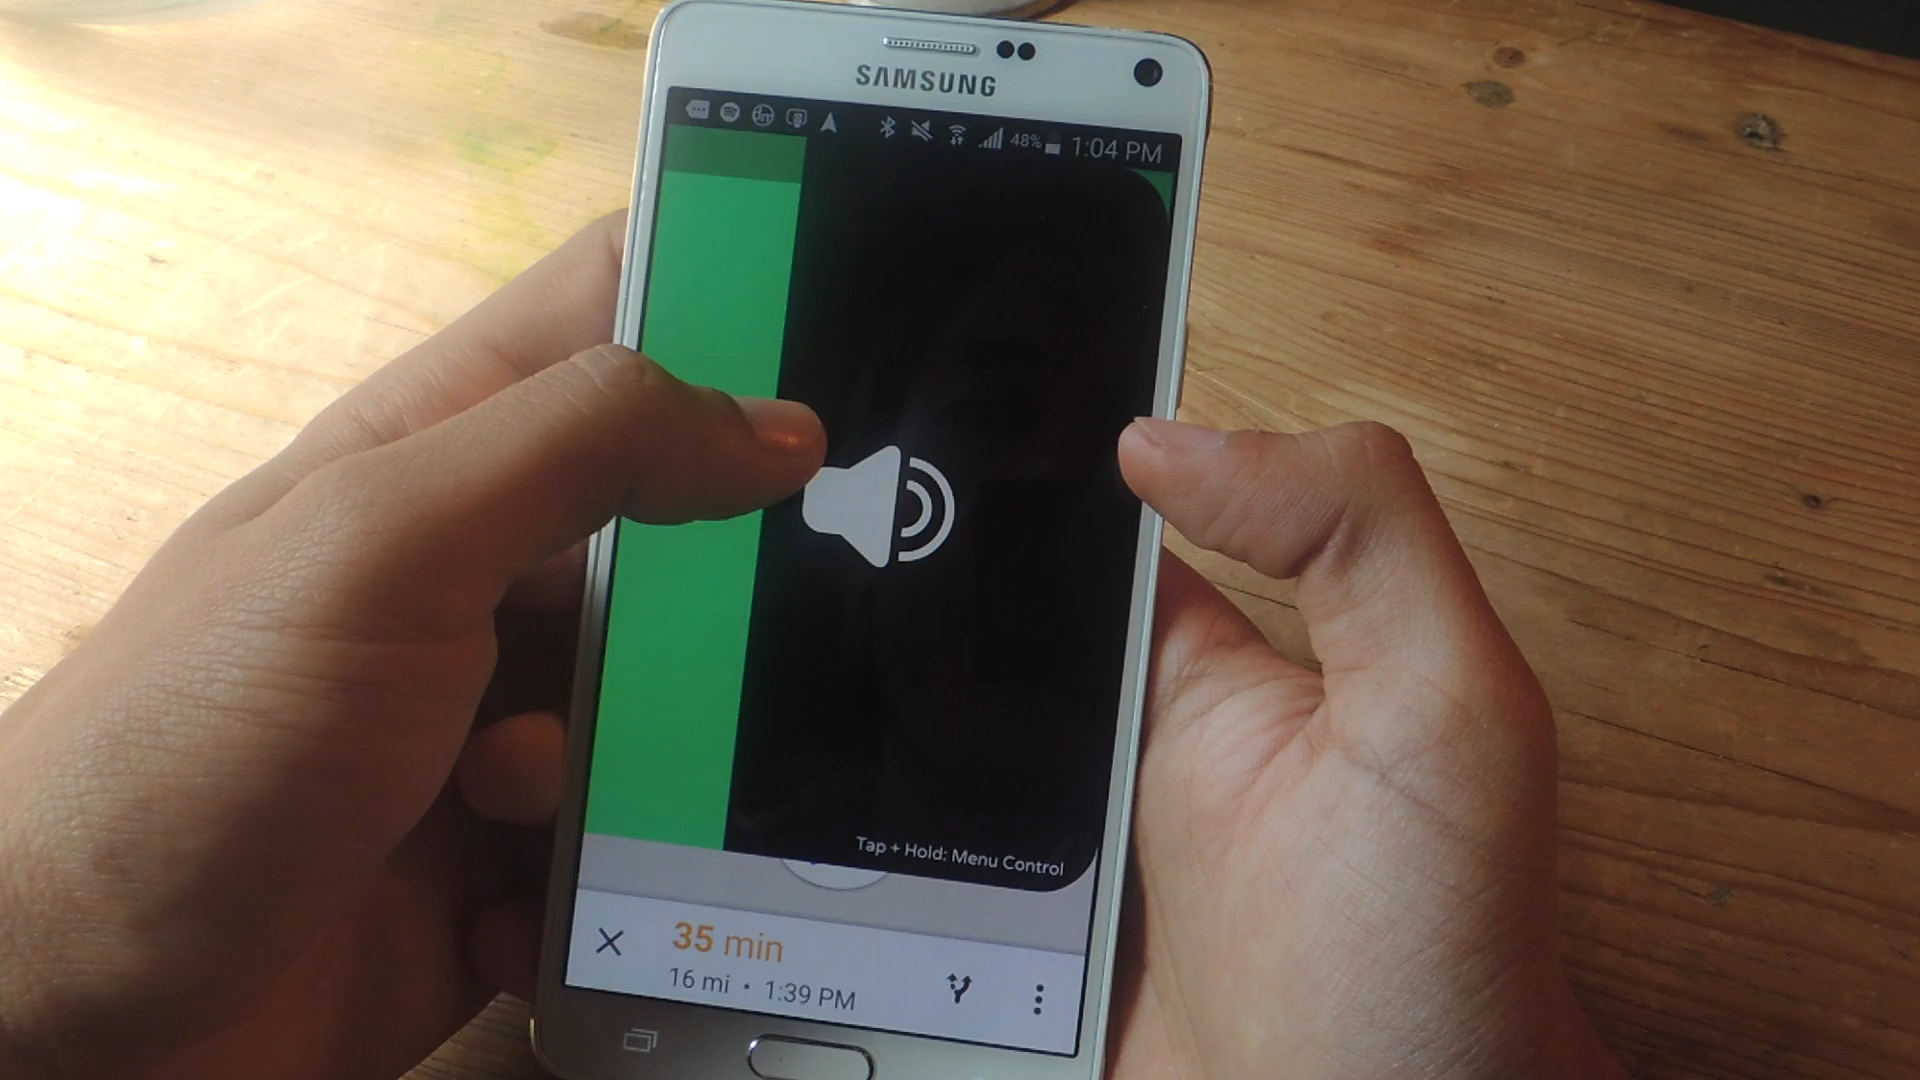 SAMSUNG
48% 1:04 PM
Tap + Hold: Menu Control
35 min
16 mi • 1:39 PM